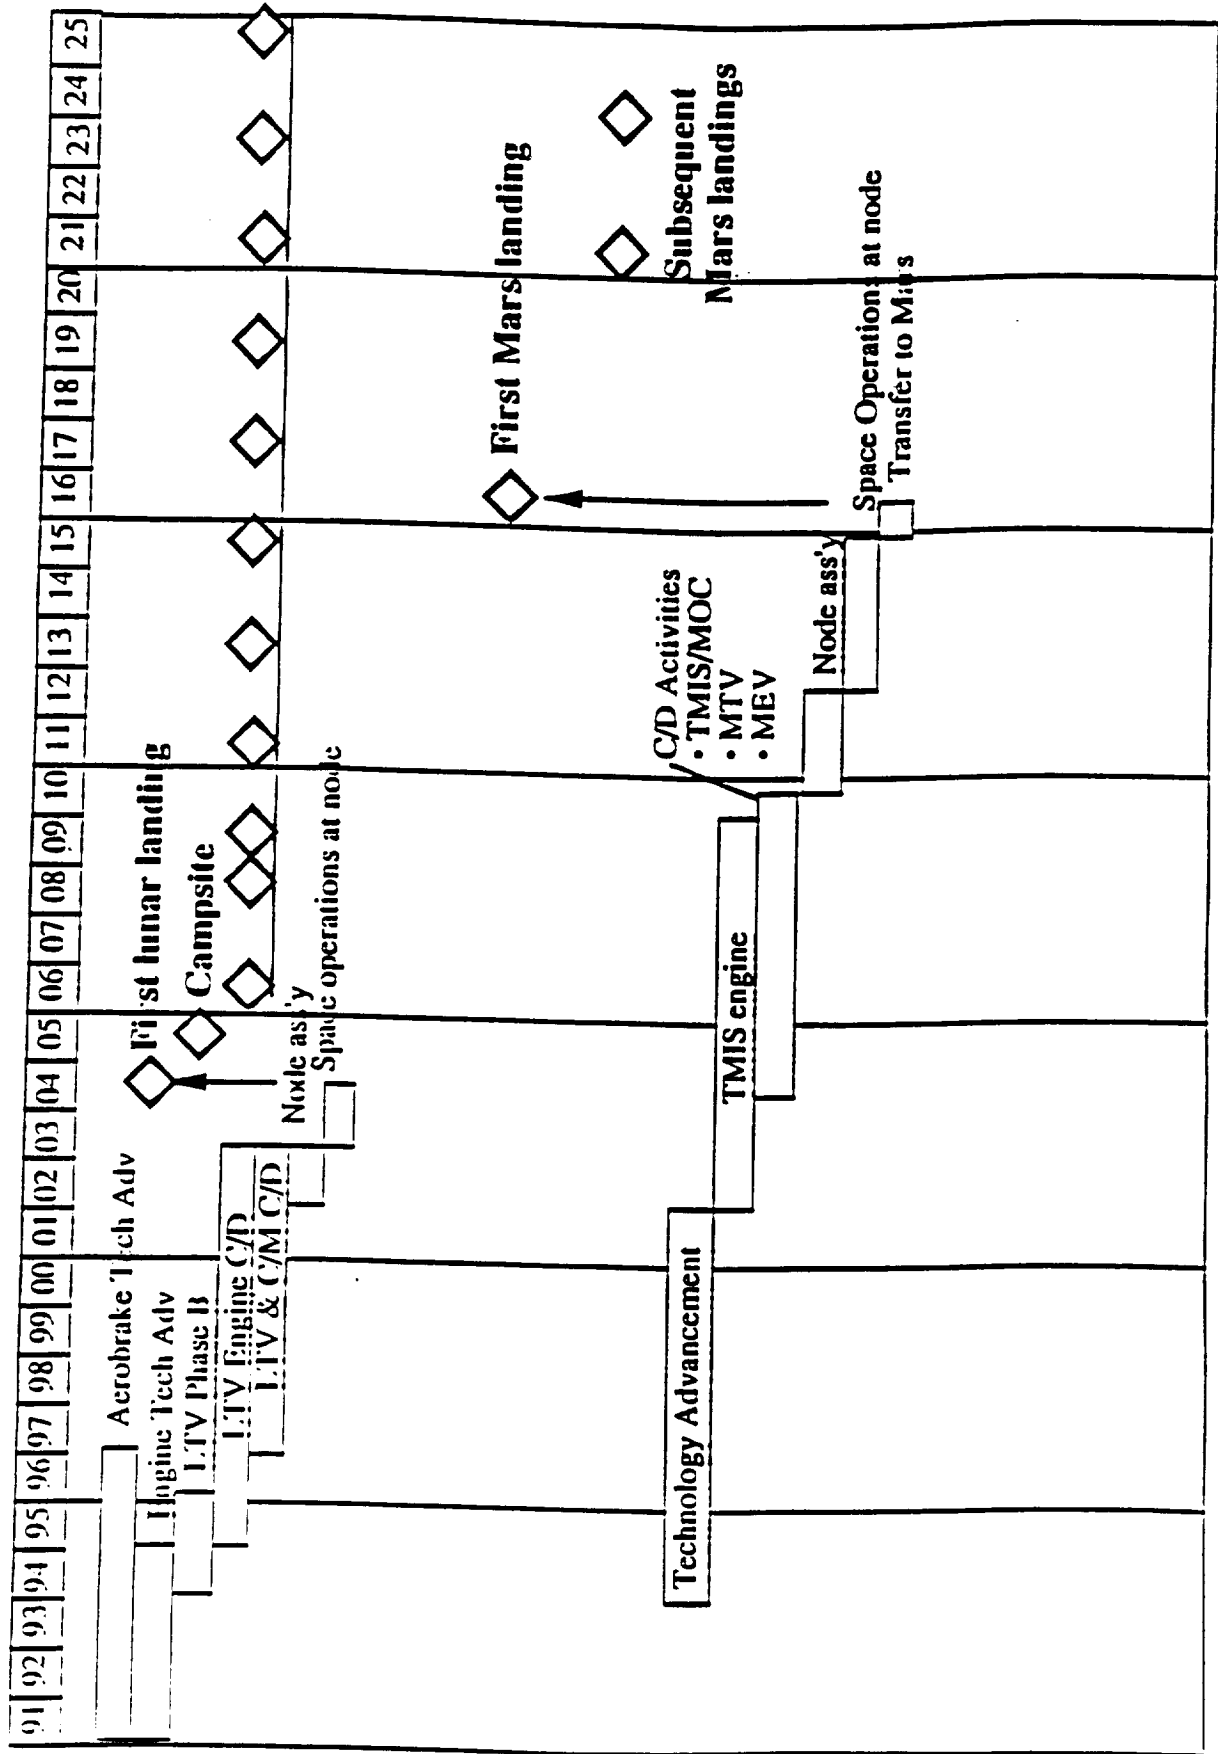 91 92 93 94 95 96 97 98 99 00 01 02 03 04 05 06 07 08 09 10 11 12 13 14 15 16 17 18 19 20 21 22 23 24 25
Aerobrake Tech Adv
First lunar landing
Engine Tech Adv
LTV Phase B
Campsite
LTV Engine C/D
LTV & C/M C/D
Node ass'y
Space operations at node
First Mars landing
Subsequent
Mars landings
Technology Advancement
TMIS engine
C/D Activities
• TMIS/MOC
• MTV
• MEV
Node ass'y
Space Operations at node
Transfer to Mars